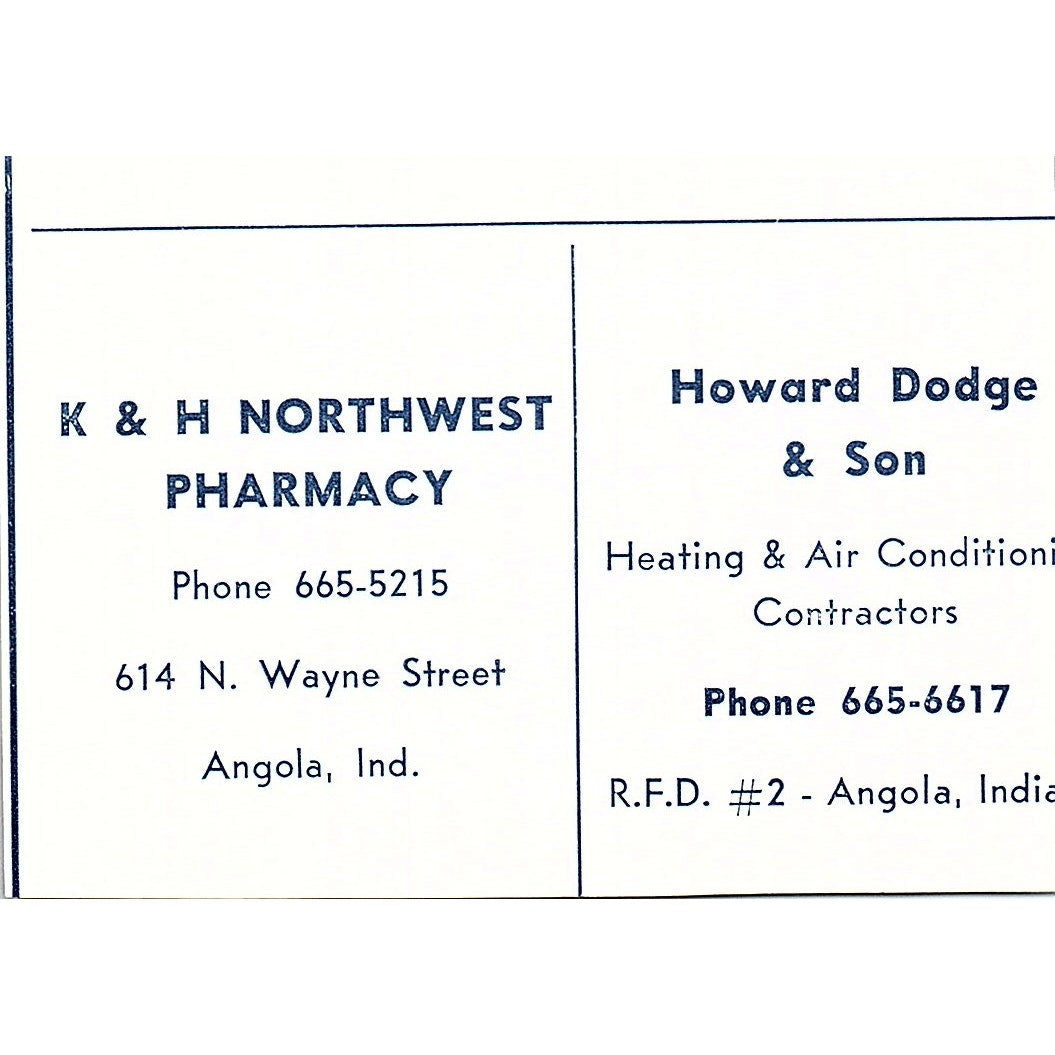 K & H NORTHWEST
PHARMACY
Phone 665-5215
614 N. Wayne Street
Angola, Ind.
Howard Dodge
& Son
Heating & Air Conditioni
Contractors
Phone 665-6617
R.F.D. #2 - Angola, India